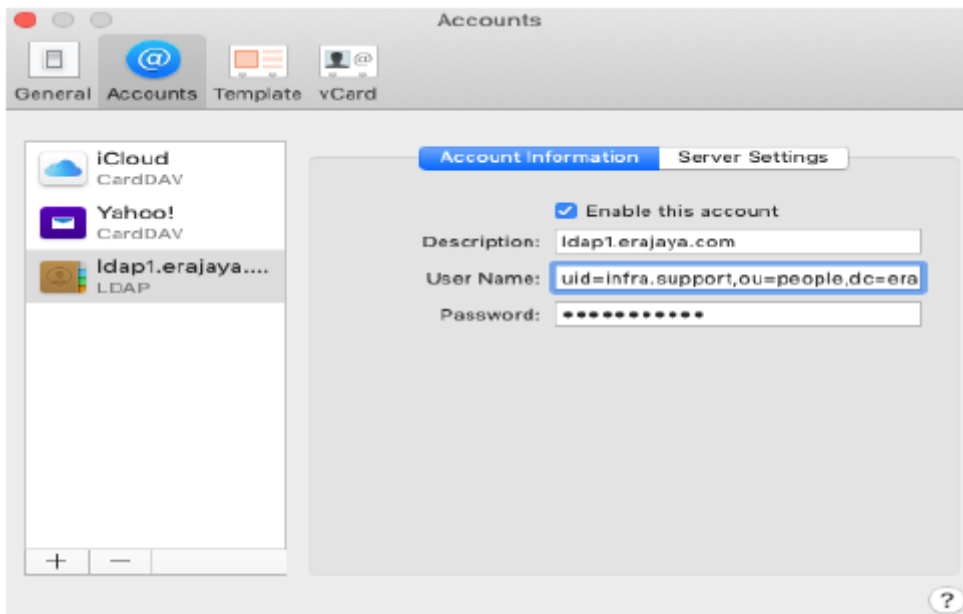 Accounts
General Accounts Template vCard
iCloud
CardDAV
Yahoo!
CardDAV
ldap1.erajaya....
LDAP
Account Information Server Settings
Enable this account
Description: ldap1.erajaya.com
User Name: uid=infra.support,ou=people,dc=era
Password: •••••••••••
+ −
?